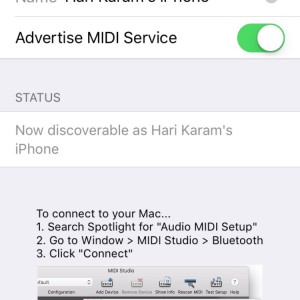 Name Hari Karam's iPhone
Advertise MIDI Service
STATUS
Now discoverable as Hari Karam's
iPhone
To connect to your Mac...
1. Search Spotlight for "Audio MIDI Setup"
2. Go to Window > MIDI Studio > Bluetooth
3. Click "Connect"
MIDI Studio
Default
Configuration
Add Device
Remove Device
Show Info
Rescan MIDI
Test Setup
Help